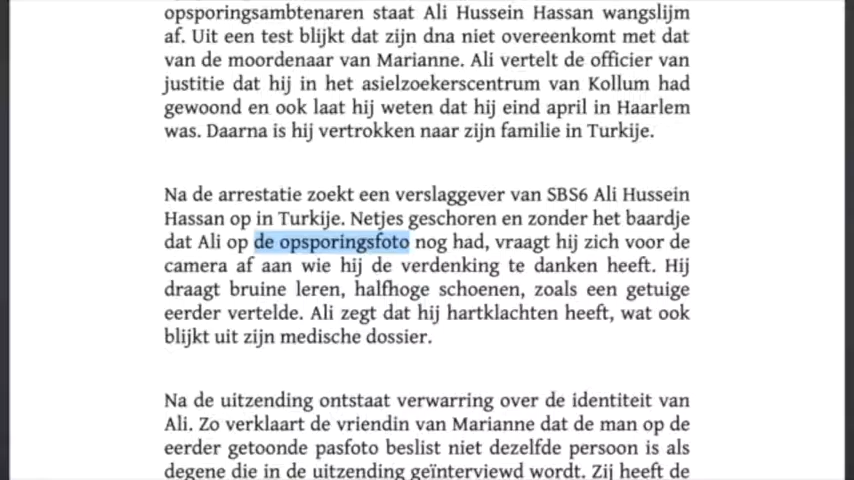 opsporingsambtenaren staat Ali Hussein Hassan wangslijm
af. Uit een test blijkt dat zijn dna niet overeenkomt met dat
van de moordenaar van Marianne. Ali vertelt de officier van
justitie dat hij in het asielzoekerscentrum van Kollum had
gewoond en ook laat hij weten dat hij eind april in Haarlem
was. Daarna is hij vertrokken naar zijn familie in Turkije.
Na de arrestatie zoekt een verslaggever van SBS6 Ali Hussein
Hassan op in Turkije. Netjes geschoren en zonder het baardje
dat Ali op de opsporingsfoto nog had, vraagt hij zich voor de
camera af aan wie hij de verdenking te danken heeft. Hij
draagt bruine leren, halfhoge schoenen, zoals een getuige
eerder vertelde. Ali zegt dat hij hartklachten heeft, wat ook
blijkt uit zijn medische dossier.
Na de uitzending ontstaat verwarring over de identiteit van
Ali. Zo verklaart de vriendin van Marianne dat de man op de
eerder getoonde pasfoto beslist niet dezelfde persoon is als
degene die in de uitzending geïnterviewd wordt. Zij heeft de